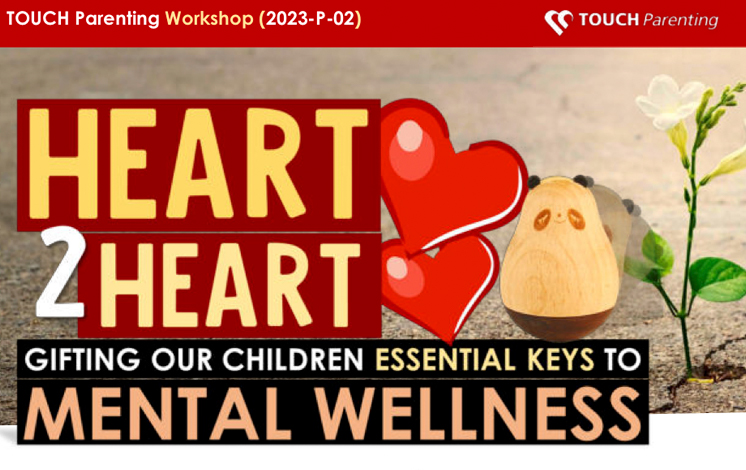 TOUCH Parenting Workshop (2023-P-02)
TOUCH Parenting
HEART
2 HEART
GIFTING OUR CHILDREN ESSENTIAL KEYS TO
MENTAL WELLNESS